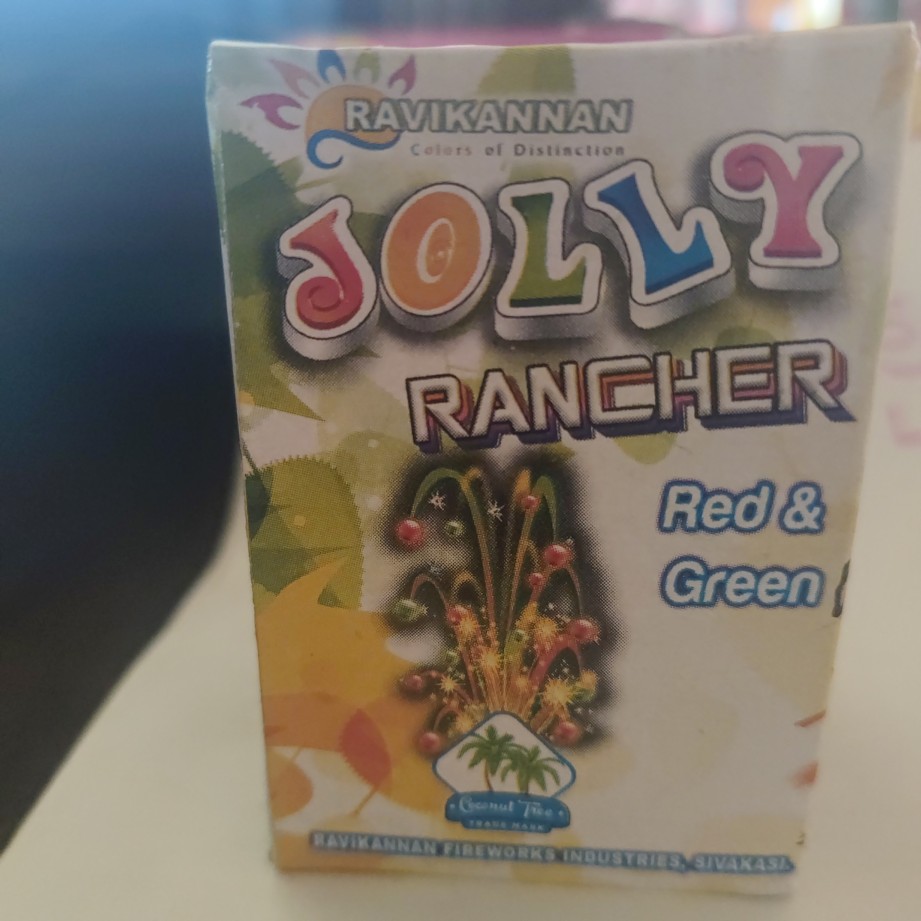 RAVIKANNAN
Colors of Distinction
JOLLY
RANCHER
Red &
Green
Coconut Tree
TRADE MARK
RAVIKANNAN FIREWORKS INDUSTRIES, SIVAKASI.